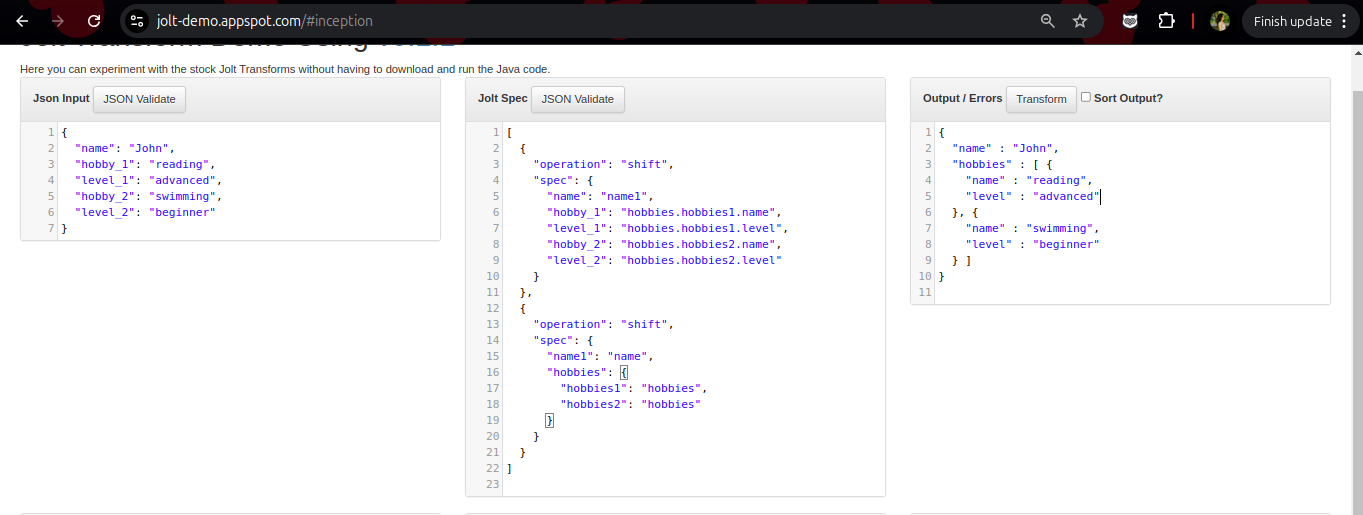 jolt-demo.appspot.com/#inception
Finish update
Here you can experiment with the stock Jolt Transforms without having to download and run the Java code.
Json Input JSON Validate
1 {
2 "name": "John",
3 "hobby_1": "reading",
4 "level_1": "advanced",
5 "hobby_2": "swimming",
6 "level_2": "beginner"
7 }
Jolt Spec JSON Validate
1 [
2 {
3 "operation": "shift",
4 "spec": {
5 "name": "name1",
6 "hobby_1": "hobbies.hobbies1.name",
7 "level_1": "hobbies.hobbies1.level",
8 "hobby_2": "hobbies.hobbies2.name",
9 "level_2": "hobbies.hobbies2.level"
10 }
11 },
12 {
13 "operation": "shift",
14 "spec": {
15 "name1": "name",
16 "hobbies": {
17 "hobbies1": "hobbies",
18 "hobbies2": "hobbies"
19 }
20 }
21 }
22 ]
23
Output / Errors Transform Sort Output?
1 {
2 "name" : "John",
3 "hobbies" : [ {
4 "name" : "reading",
5 "level" : "advanced"
6 }, {
7 "name" : "swimming",
8 "level" : "beginner"
9 } ]
10 }
11